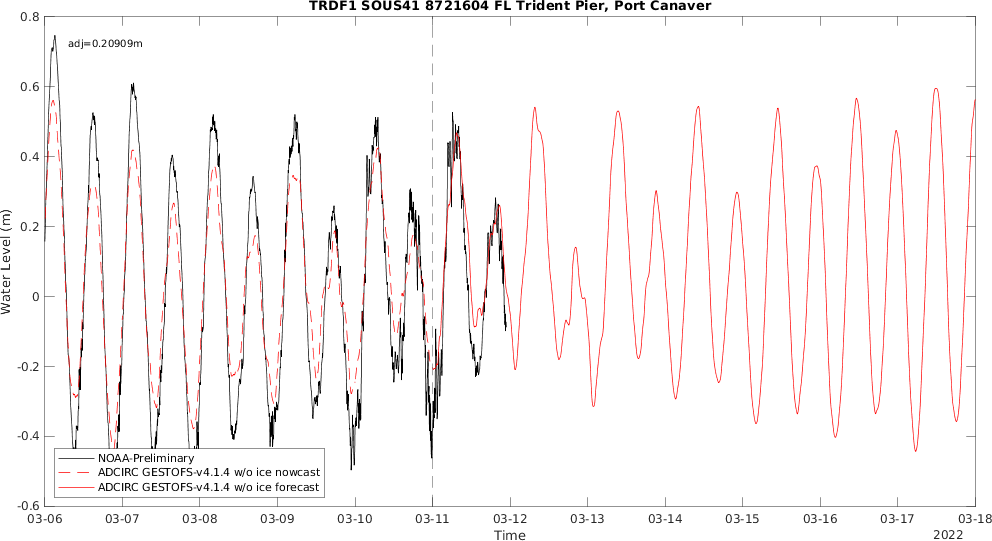 TRDF1 SOUS41 8721604 FL Trident Pier, Port Canaver
adj=0.20909m
Water Level (m)
0.8
0.6
0.4
0.2
0
-0.2
-0.4
-0.6
NOAA-Preliminary
ADCIRC GESTOFS-v4.1.4 w/o ice nowcast
ADCIRC GESTOFS-v4.1.4 w/o ice forecast
03-06 03-07 03-08 03-09 03-10 03-11 03-12 03-13 03-14 03-15 03-16 03-17 03-18
Time
2022